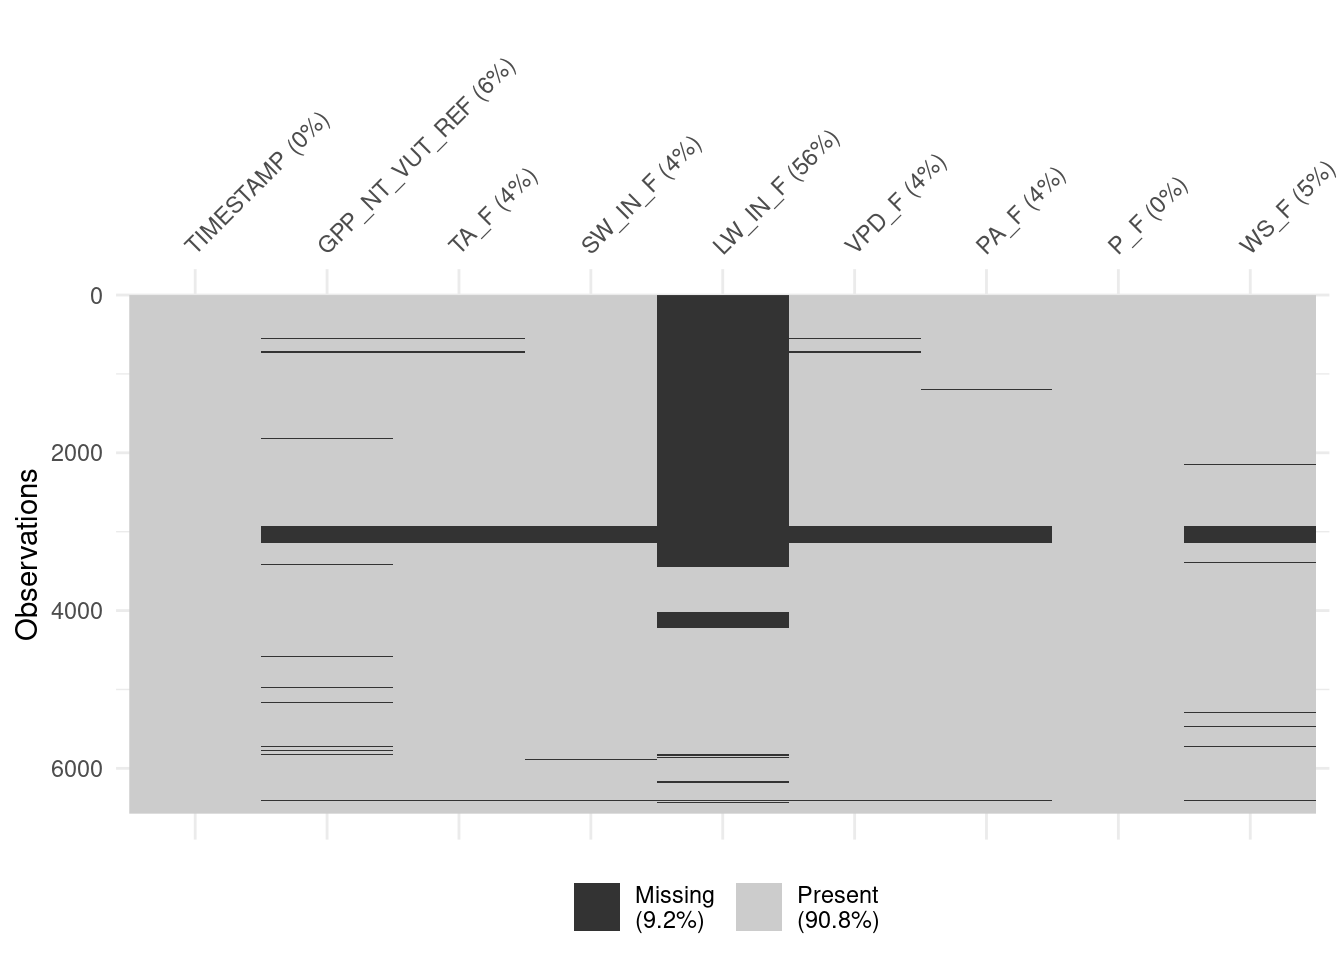 TIMESTAMP (0%)
GPP_NT_VUT_REF (6%)
TA_F (4%)
SW_IN_F (4%)
LW_IN_F (56%)
VPD_F (4%)
PA_F (4%)
P_F (0%)
WS_F (5%)
0
2000
4000
6000
Observations
Missing
(9.2%)
Present
(90.8%)